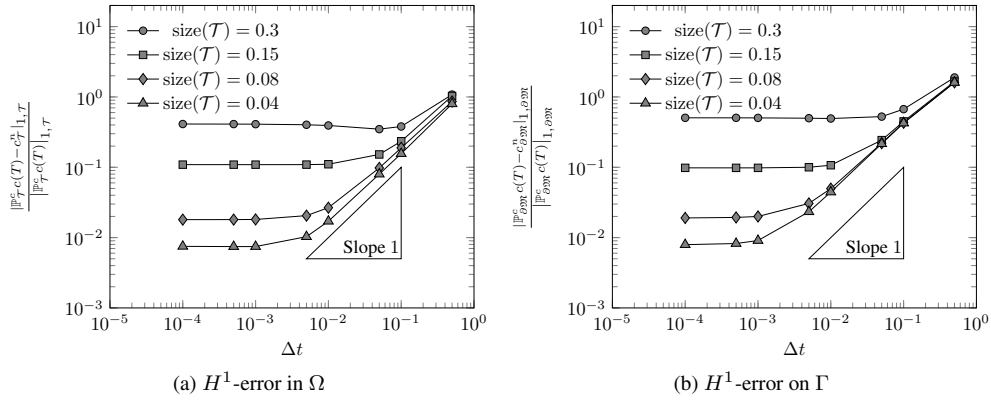 10^1
10^0
10^{-1}
10^{-2}
10^{-3}
10^{-5} 10^{-4} 10^{-3} 10^{-2} 10^{-1} 10^0
size(𝒯) = 0.3
size(𝒯) = 0.15
size(𝒯) = 0.08
size(𝒯) = 0.04
|ℙ^c_𝒯 c(T) − c^n_𝒯|_{1,𝒯}
|ℙ^c_𝒯 c(T)|_{1,𝒯}
Slope 1
Δt
(a) H^1-error in Ω
10^1
10^0
10^{-1}
10^{-2}
10^{-3}
10^{-5} 10^{-4} 10^{-3} 10^{-2} 10^{-1} 10^0
size(𝒯) = 0.3
size(𝒯) = 0.15
size(𝒯) = 0.08
size(𝒯) = 0.04
|ℙ^c_{∂𝔐} c(T) − c^n_{∂𝔐}|_{1,∂𝔐}
|ℙ^c_{∂𝔐} c(T)|_{1,∂𝔐}
Slope 1
Δt
(b) H^1-error on Γ